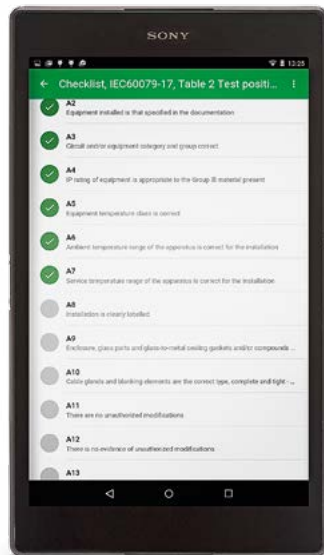 SONY
13:25
Checklist, IEC60079-17, Table 2 Test positi...
A2
Equipment installed is that specified in the documentation
A3
Circuit and/or equipment category and group correct
A4
IP rating of equipment is appropriate to the Group III material present
A5
Equipment temperature class is correct
A6
Ambient temperature range of the apparatus is correct for the installation
A7
Service temperature range of the apparatus is correct for the installation
A8
Installation is clearly labelled
A9
Enclosure, glass parts and glass-to-metal sealing gaskets and/or compounds ...
A10
Cable glands and blanking elements are the correct type, complete and tight - ...
A11
There are no unauthorized modifications
A12
There is no evidence of unauthorized modifications
A13